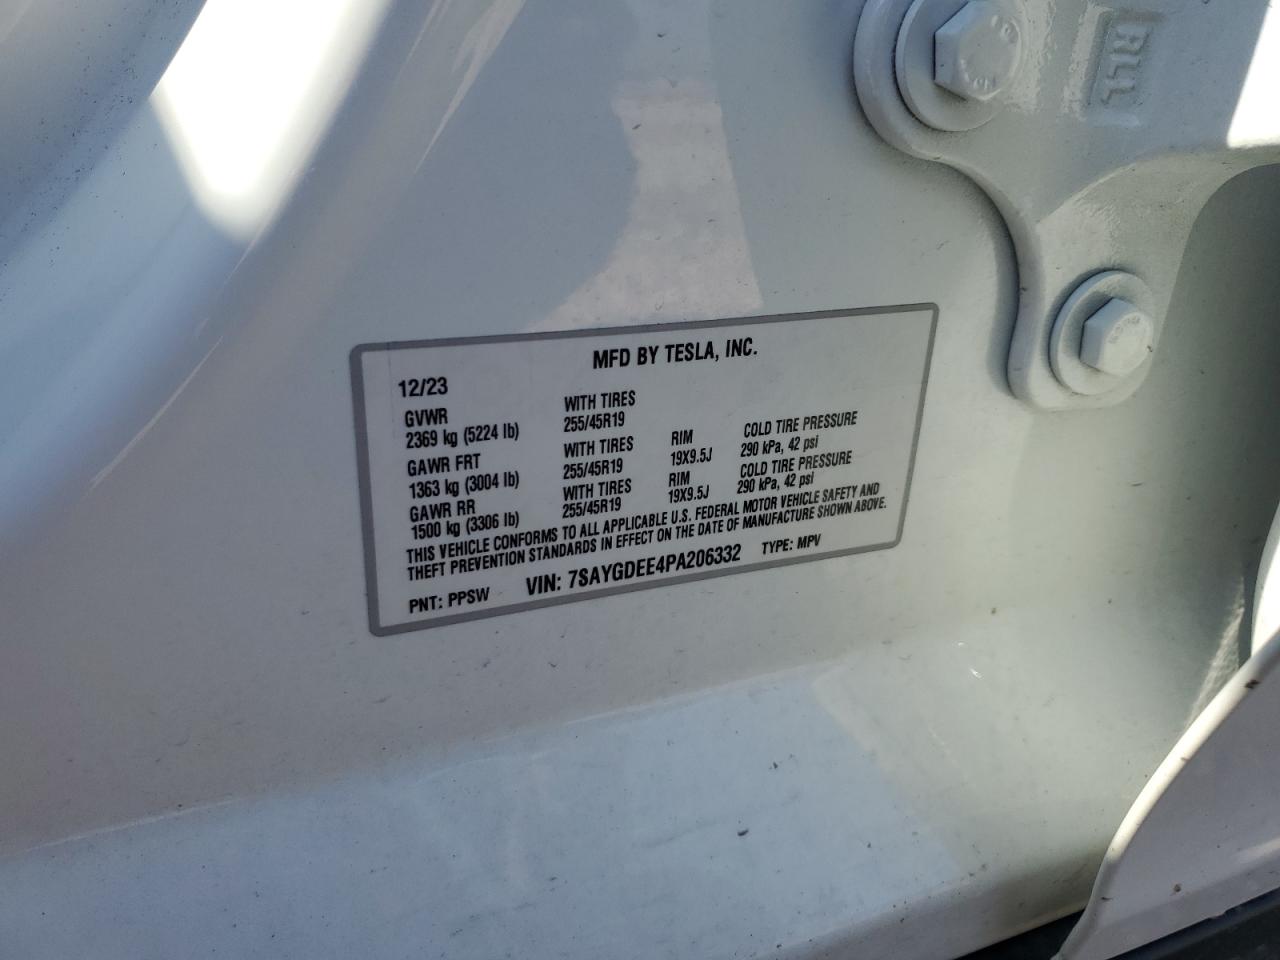 MFD BY TESLA, INC.
12/23
GVWR WITH TIRES
2369 kg (5224 lb) 255/45R19
GAWR FRT WITH TIRES RIM COLD TIRE PRESSURE
1363 kg (3004 lb) 255/45R19 19X9.5J 290 kPa, 42 psi
GAWR RR WITH TIRES RIM COLD TIRE PRESSURE
1500 kg (3306 lb) 255/45R19 19X9.5J 290 kPa, 42 psi
THIS VEHICLE CONFORMS TO ALL APPLICABLE U.S. FEDERAL MOTOR VEHICLE SAFETY AND
THEFT PREVENTION STANDARDS IN EFFECT ON THE DATE OF MANUFACTURE SHOWN ABOVE.
PNT: PPSW VIN: 7SAYGDEE4PA206332 TYPE: MPV